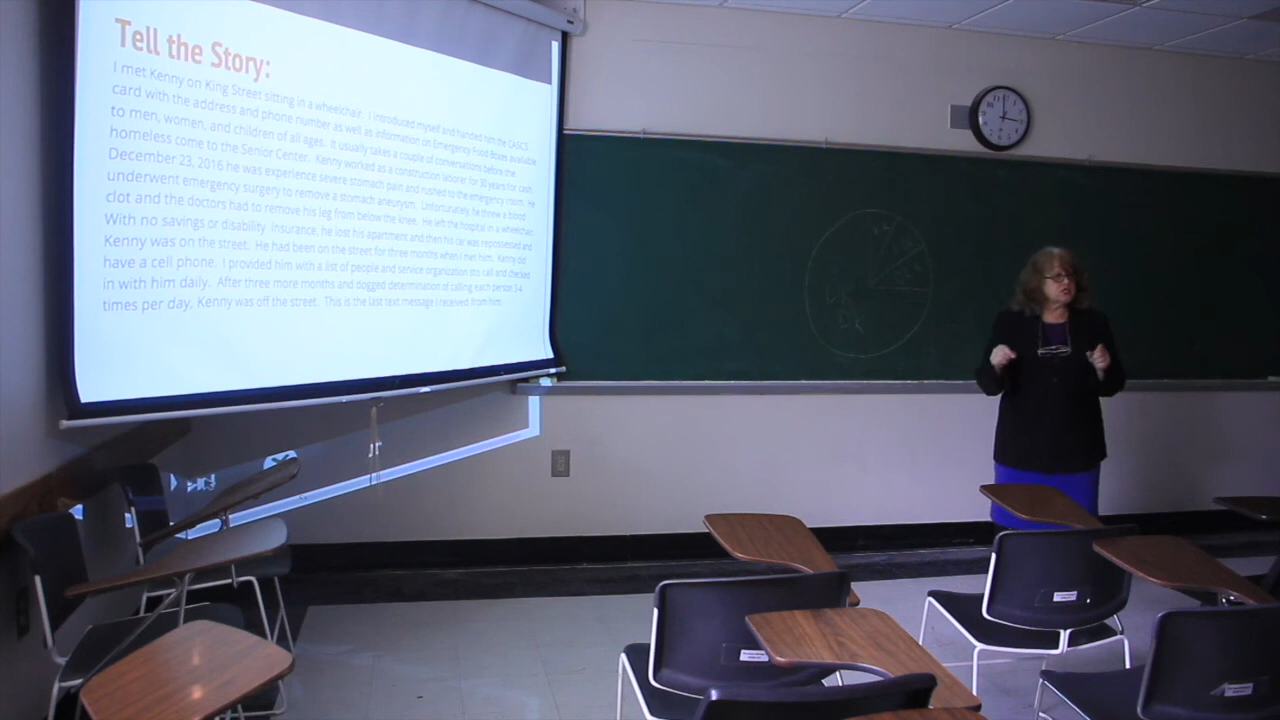 Tell the Story:
I met Kenny on King Street sitting in a wheelchair. I introduced myself and handed him the CASCS
card with the address and phone number as well as information on Emergency Food Boxes available
to men, women, and children of all ages. It usually takes a couple of conversations before the
homeless come to the Senior Center. Kenny worked as a construction laborer for 30 years for cash.
December 23, 2016 he was experience severe stomach pain and rushed to the emergency room. He
underwent emergency surgery to remove a stomach aneurysm. Unfortunately, he threw a blood
clot and the doctors had to remove his leg from below the knee. He left the hospital in a wheelchair.
With no savings or disability insurance, he lost his apartment and then his car was repossessed and
Kenny was on the street. He had been on the street for three months when I met him. Kenny did
have a cell phone. I provided him with a list of people and service organization sto call and checked
in with him daily. After three more months and dogged determination of calling each person 3-4
times per day, Kenny was off the street. This is the last text message I received from him: